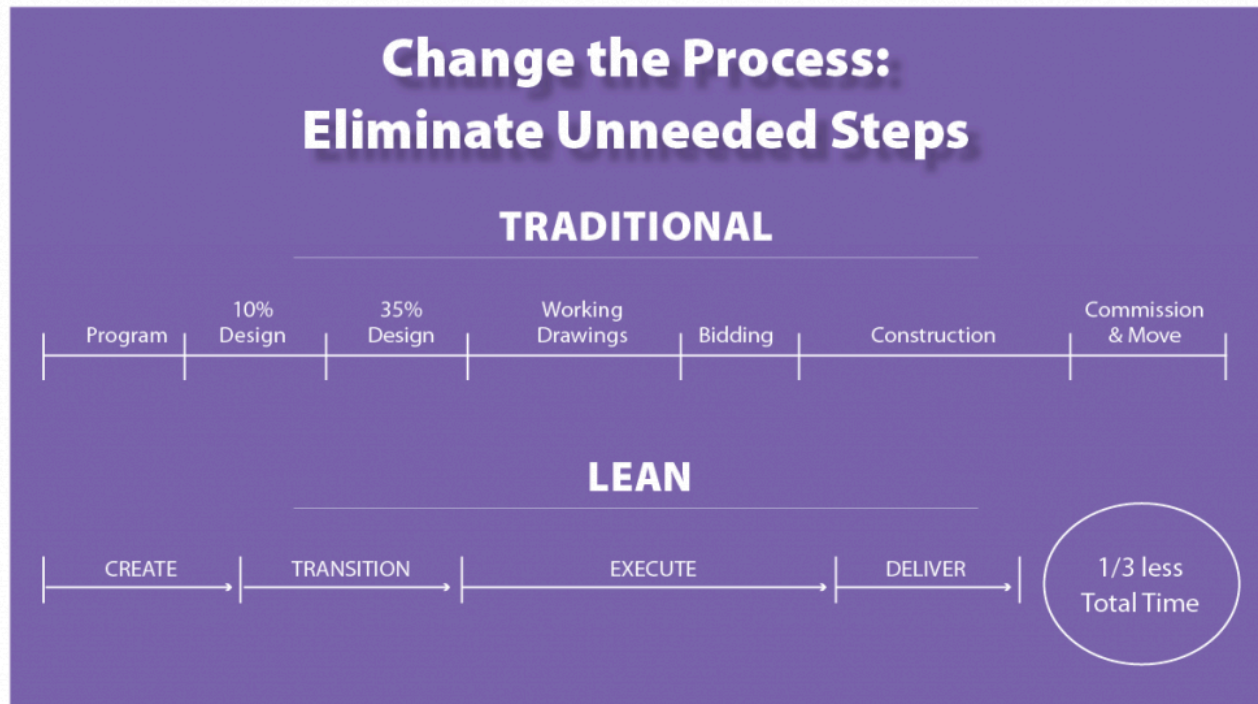 Change the Process:
Eliminate Unneeded Steps
TRADITIONAL
Program
10%
Design
35%
Design
Working
Drawings
Bidding
Construction
Commission
& Move
LEAN
CREATE
TRANSITION
EXECUTE
DELIVER
1/3 less
Total Time